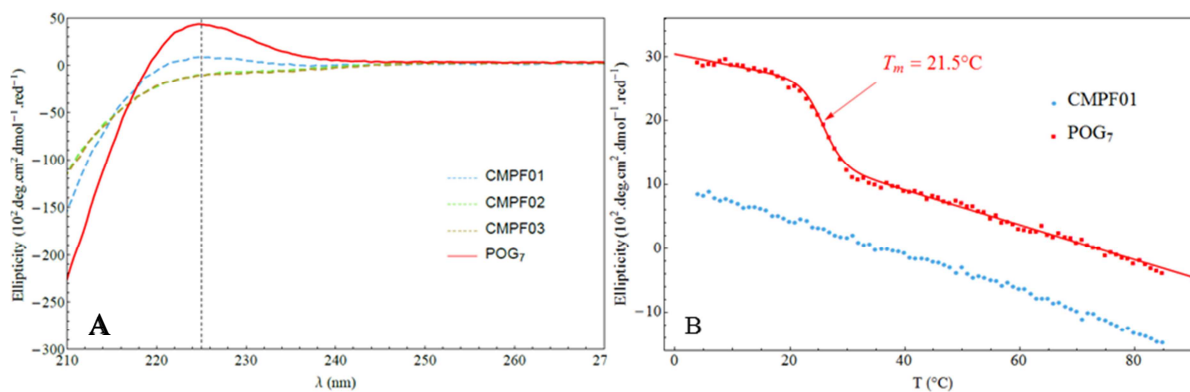 50
0
−50
−100
−150
−200
−250
−300
Ellipticity (10².deg.cm².dmol⁻¹.red⁻¹)
CMPF01
CMPF02
CMPF03
POG₇
A
210 220 230 240 250 260 27
λ (nm)
30
20
10
0
−10
Ellipticity (10².deg.cm².dmol⁻¹.red⁻¹)
Tm = 21.5°C
CMPF01
POG₇
B
0 20 40 60 80
T (°C)